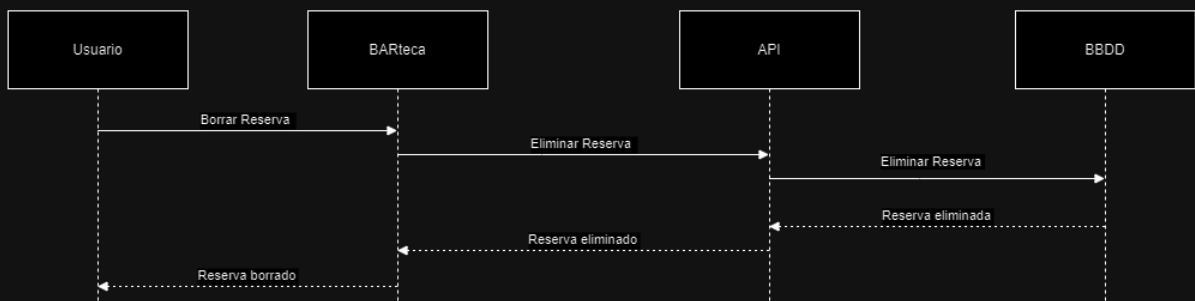 Usuario
BARteca
API
BBDD
Borrar Reserva
Eliminar Reserva
Eliminar Reserva
Reserva eliminada
Reserva eliminado
Reserva borrado